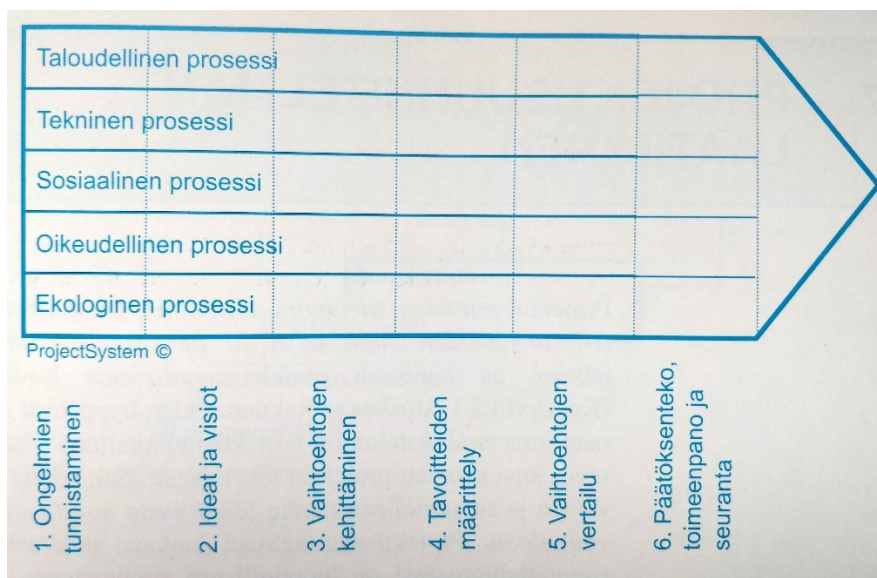 Taloudellinen prosessi
Tekninen prosessi
Sosiaalinen prosessi
Oikeudellinen prosessi
Ekologinen prosessi
ProjectSystem ©
1. Ongelmien
tunnistaminen
2. Ideat ja visiot
3. Vaihtoehtojen
kehittäminen
4. Tavoitteiden
määrittely
5. Vaihtoehtojen
vertailu
6. Päätöksenteko,
toimeenpano ja
seuranta